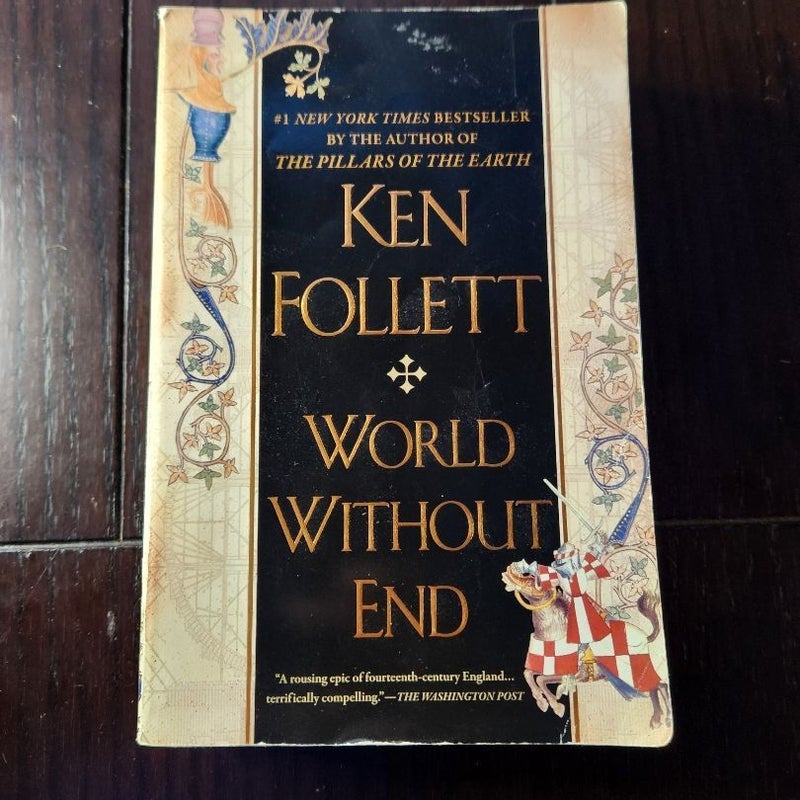 #1 NEW YORK TIMES BESTSELLER
BY THE AUTHOR OF
THE PILLARS OF THE EARTH
KEN
FOLLETT
WORLD
WITHOUT
END
“A rousing epic of fourteenth-century England...
terrifically compelling.”—THE WASHINGTON POST